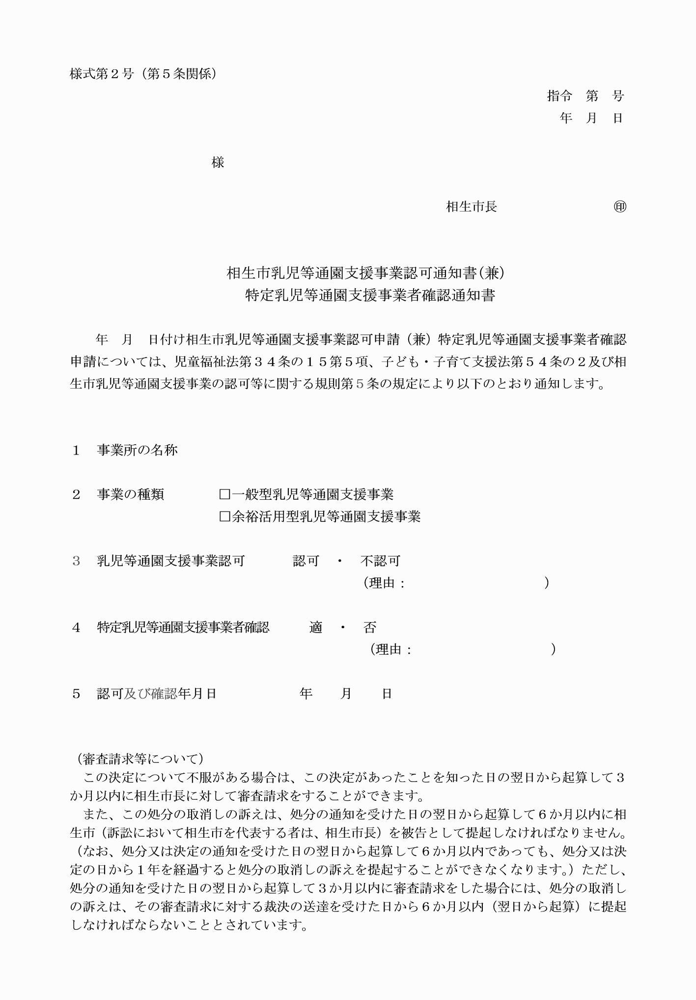 様式第２号（第５条関係）
指令　第　号
年　月　日
様
相生市長　　　　　　　　　㊞
相生市乳児等通園支援事業認可通知書（兼）
特定乳児等通園支援事業者確認通知書
年　月　日付け相生市乳児等通園支援事業認可申請（兼）特定乳児等通園支援事業者確認
申請については、児童福祉法第３４条の１５第５項、子ども・子育て支援法第５４条の２及び相
生市乳児等通園支援事業の認可等に関する規則第５条の規定により以下のとおり通知します。
１　事業所の名称
２　事業の種類　　　　□一般型乳児等通園支援事業
□余裕活用型乳児等通園支援事業
３　乳児等通園支援事業認可　　　認可　・　不認可
（理由：　　　　　　　　　　）
４　特定乳児等通園支援事業者確認　　　適　・　否
（理由：　　　　　　　　　　）
５　認可及び確認年月日　　　　　　年　　月　　日
（審査請求等について）
この決定について不服がある場合は、この決定があったことを知った日の翌日から起算して３
か月以内に相生市長に対して審査請求をすることができます。
また、この処分の取消しの訴えは、処分の通知を受けた日の翌日から起算して６か月以内に相
生市（訴訟において相生市を代表する者は、相生市長）を被告として提起しなければなりません。
（なお、処分又は決定の通知を受けた日の翌日から起算して６か月以内であっても、処分又は決
定の日から１年を経過すると処分の取消しの訴えを提起することができなくなります。）ただし、
処分の通知を受けた日の翌日から起算して３か月以内に審査請求をした場合には、処分の取消し
の訴えは、その審査請求に対する裁決の送達を受けた日から６か月以内（翌日から起算）に提起
しなければならないこととされています。